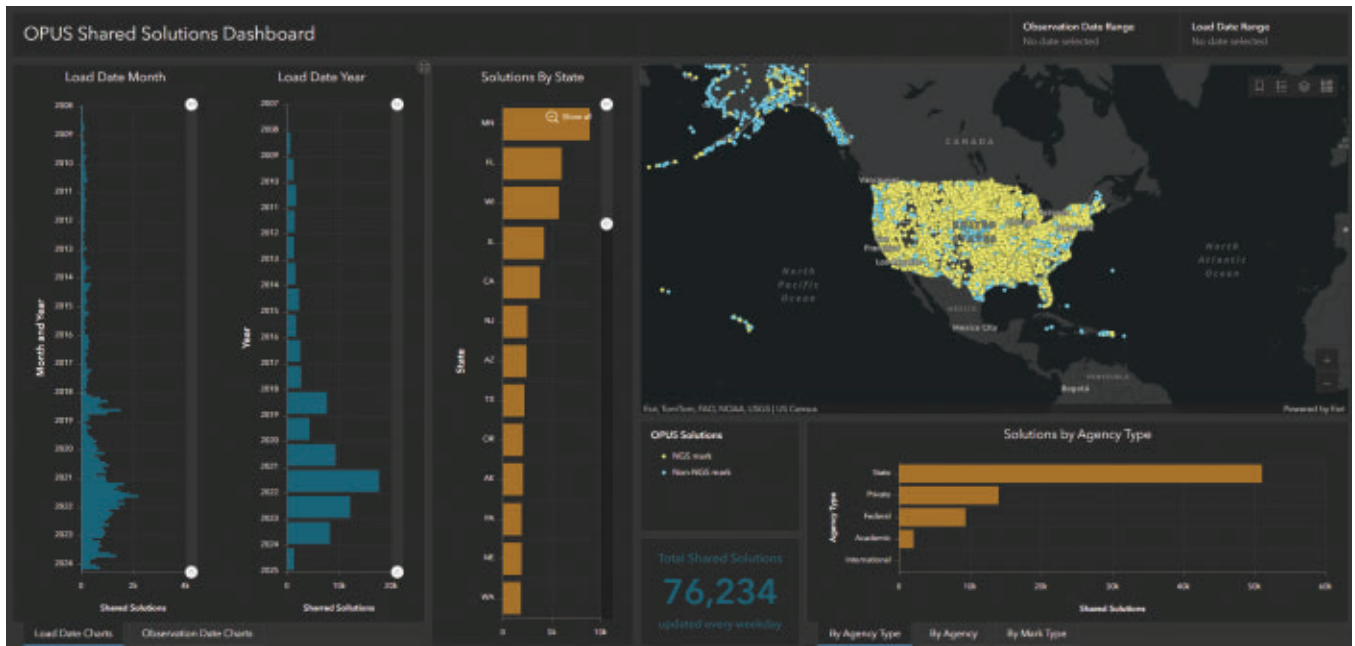 OPUS Shared Solutions Dashboard
Observation Date Range
No date selected
Load Date Range
No date selected
Load Date Month
Month and Year
2008
2009
2010
2011
2012
2013
2014
2015
2016
2017
2018
2019
2020
2021
2022
2023
2024
0
2k
4k
Shared Solutions
Load Date Year
Year
2007
2008
2009
2010
2011
2012
2013
2014
2015
2016
2017
2018
2019
2020
2021
2022
2023
2024
2025
0
10k
20k
Shared Solutions
Load Date Charts
Observation Date Charts
Solutions By State
Show all
State
MN
FL
WI
IL
CA
NJ
AZ
TX
OR
PA
NE
WA
0
5k
10k
CANADA
Vancouver
UNITED
STATES
North
Pacific
Ocean
North
Atlantic
Ocean
MEXICO
Mexico City
VENEZUELA
Bogotá
Esri, TomTom, FAO, NOAA, USGS | US Census
Powered by Esri
OPUS Solutions
NGS mark
Non-NGS mark
Total Shared Solutions
76,234
updated every weekday
Solutions by Agency Type
Agency Type
State
Private
Federal
Academic
International
0
10k
20k
30k
40k
50k
60k
Shared Solutions
By Agency Type
By Agency
By Mark Type